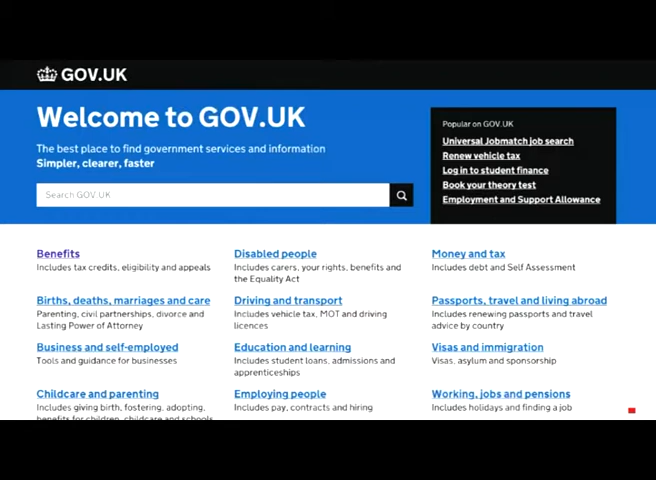 GOV.UK
Welcome to GOV.UK
The best place to find government services and information
Simpler, clearer, faster
Search GOV.UK
Popular on GOV.UK
Universal Jobmatch job search
Renew vehicle tax
Log in to student finance
Book your theory test
Employment and Support Allowance
Benefits
Includes tax credits, eligibility and appeals
Births, deaths, marriages and care
Parenting, civil partnerships, divorce and
Lasting Power of Attorney
Business and self-employed
Tools and guidance for businesses
Childcare and parenting
Includes giving birth, fostering, adopting,
benefits for children, childcare and schools
Disabled people
Includes carers, your rights, benefits and
the Equality Act
Driving and transport
Includes vehicle tax, MOT and driving
licences
Education and learning
Includes student loans, admissions and
apprenticeships
Employing people
Includes pay, contracts and hiring
Money and tax
Includes debt and Self Assessment
Passports, travel and living abroad
Includes renewing passports and travel
advice by country
Visas and immigration
Visas, asylum and sponsorship
Working, jobs and pensions
Includes holidays and finding a job